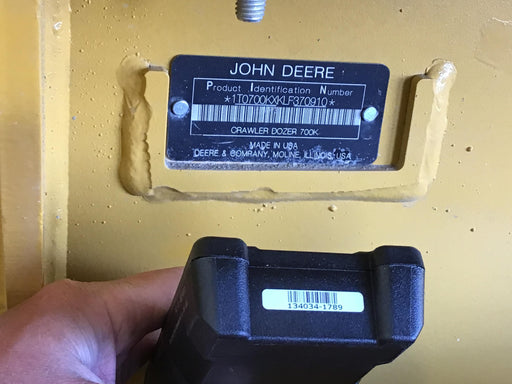 JOHN DEERE
Product Identification Number
*1T0700KXKLF370910*
CRAWLER DOZER 700K
MADE IN USA
DEERE & COMPANY, MOLINE, ILLINOIS, USA
134034-1789